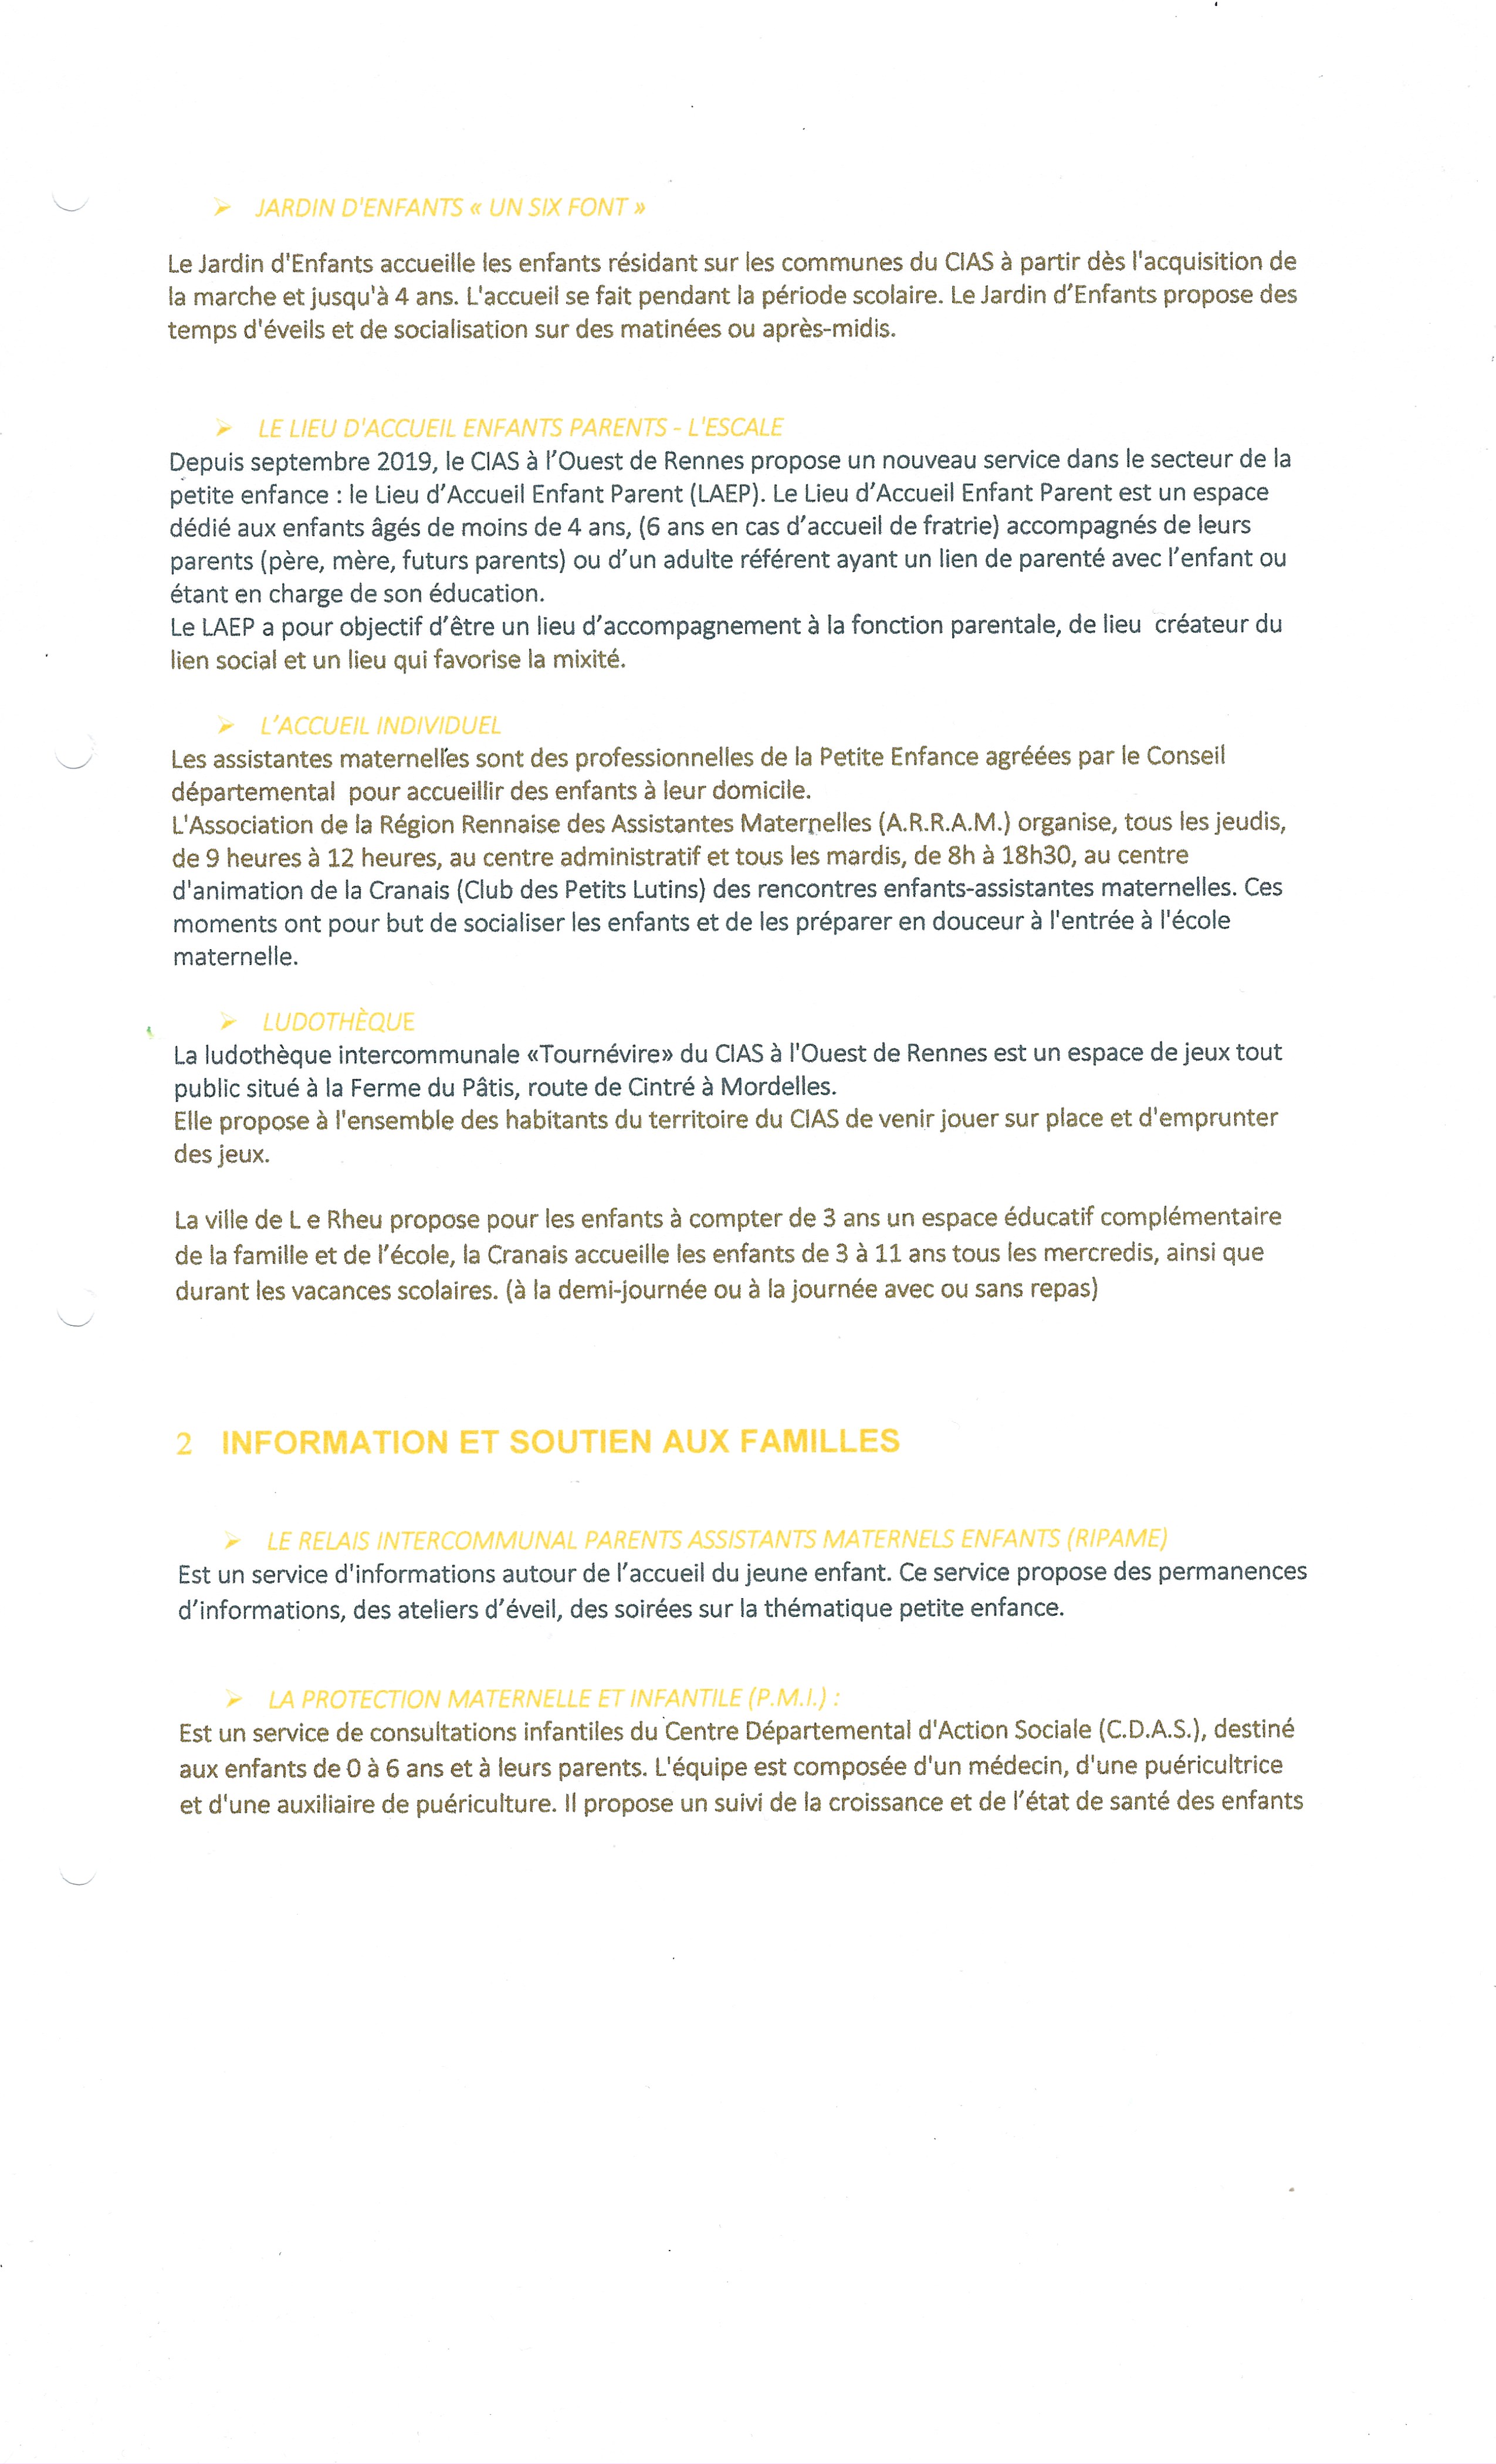 ➢ JARDIN D'ENFANTS « UN SIX FONT »
Le Jardin d'Enfants accueille les enfants résidant sur les communes du CIAS à partir dès l'acquisition de
la marche et jusqu'à 4 ans. L'accueil se fait pendant la période scolaire. Le Jardin d’Enfants propose des
temps d'éveils et de socialisation sur des matinées ou après-midis.
➢ LE LIEU D'ACCUEIL ENFANTS PARENTS - L'ESCALE
Depuis septembre 2019, le CIAS à l’Ouest de Rennes propose un nouveau service dans le secteur de la
petite enfance : le Lieu d’Accueil Enfant Parent (LAEP). Le Lieu d’Accueil Enfant Parent est un espace
dédié aux enfants âgés de moins de 4 ans, (6 ans en cas d’accueil de fratrie) accompagnés de leurs
parents (père, mère, futurs parents) ou d’un adulte référent ayant un lien de parenté avec l’enfant ou
étant en charge de son éducation.
Le LAEP a pour objectif d’être un lieu d’accompagnement à la fonction parentale, de lieu créateur du
lien social et un lieu qui favorise la mixité.
➢ L’ACCUEIL INDIVIDUEL
Les assistantes maternelles sont des professionnelles de la Petite Enfance agréées par le Conseil
départemental pour accueillir des enfants à leur domicile.
L'Association de la Région Rennaise des Assistantes Maternelles (A.R.R.A.M.) organise, tous les jeudis,
de 9 heures à 12 heures, au centre administratif et tous les mardis, de 8h à 18h30, au centre
d'animation de la Cranais (Club des Petits Lutins) des rencontres enfants-assistantes maternelles. Ces
moments ont pour but de socialiser les enfants et de les préparer en douceur à l'entrée à l'école
maternelle.
➢ LUDOTHÈQUE
La ludothèque intercommunale «Tournévire» du CIAS à l'Ouest de Rennes est un espace de jeux tout
public situé à la Ferme du Pâtis, route de Cintré à Mordelles.
Elle propose à l'ensemble des habitants du territoire du CIAS de venir jouer sur place et d'emprunter
des jeux.
La ville de L e Rheu propose pour les enfants à compter de 3 ans un espace éducatif complémentaire
de la famille et de l’école, la Cranais accueille les enfants de 3 à 11 ans tous les mercredis, ainsi que
durant les vacances scolaires. (à la demi-journée ou à la journée avec ou sans repas)
2 INFORMATION ET SOUTIEN AUX FAMILLES
➢ LE RELAIS INTERCOMMUNAL PARENTS ASSISTANTS MATERNELS ENFANTS (RIPAME)
Est un service d'informations autour de l’accueil du jeune enfant. Ce service propose des permanences
d’informations, des ateliers d’éveil, des soirées sur la thématique petite enfance.
➢ LA PROTECTION MATERNELLE ET INFANTILE (P.M.I.) :
Est un service de consultations infantiles du Centre Départemental d'Action Sociale (C.D.A.S.), destiné
aux enfants de 0 à 6 ans et à leurs parents. L'équipe est composée d'un médecin, d'une puéricultrice
et d'une auxiliaire de puériculture. Il propose un suivi de la croissance et de l’état de santé des enfants